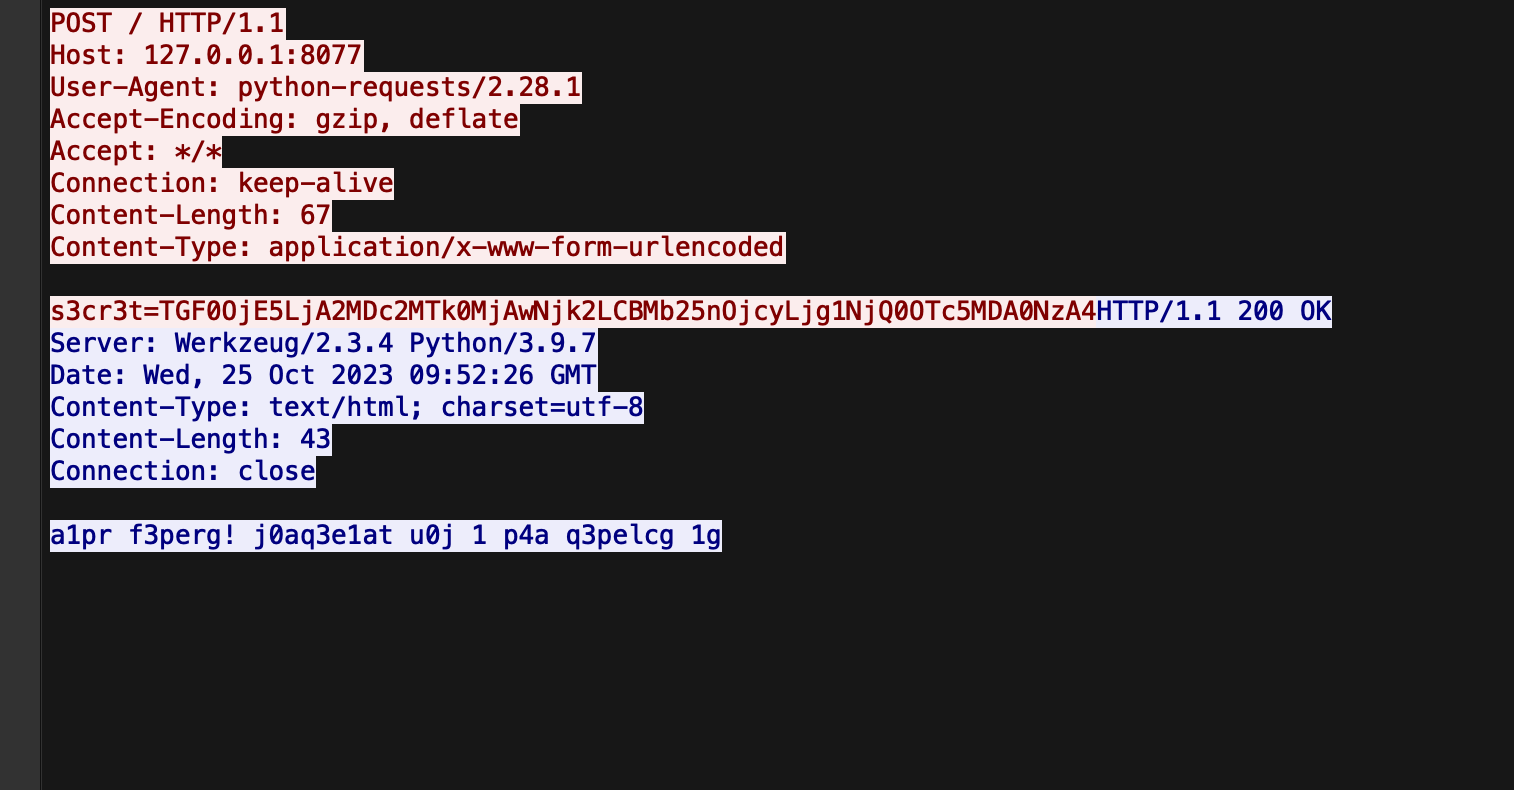 POST / HTTP/1.1
Host: 127.0.0.1:8077
User-Agent: python-requests/2.28.1
Accept-Encoding: gzip, deflate
Accept: */*
Connection: keep-alive
Content-Length: 67
Content-Type: application/x-www-form-urlencoded
s3cr3t=TGF0OjE5LjA2MDc2MTk0MjAwNjk2LCBMb25nOjcyLjg1NjQ0OTc5MDA0NzA4HTTP/1.1 200 OK
Server: Werkzeug/2.3.4 Python/3.9.7
Date: Wed, 25 Oct 2023 09:52:26 GMT
Content-Type: text/html; charset=utf-8
Content-Length: 43
Connection: close
a1pr f3perg! j0aq3e1at u0j 1 p4a q3pelcg 1g